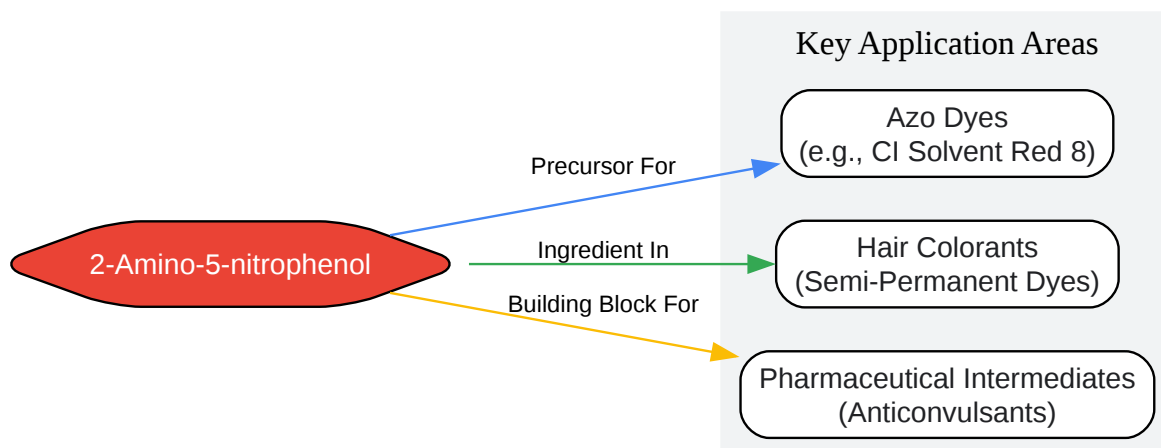 Key Application Areas
Azo Dyes
(e.g., CI Solvent Red 8)
Precursor For
2-Amino-5-nitrophenol
Ingredient In
Hair Colorants
(Semi-Permanent Dyes)
Building Block For
Pharmaceutical Intermediates
(Anticonvulsants)